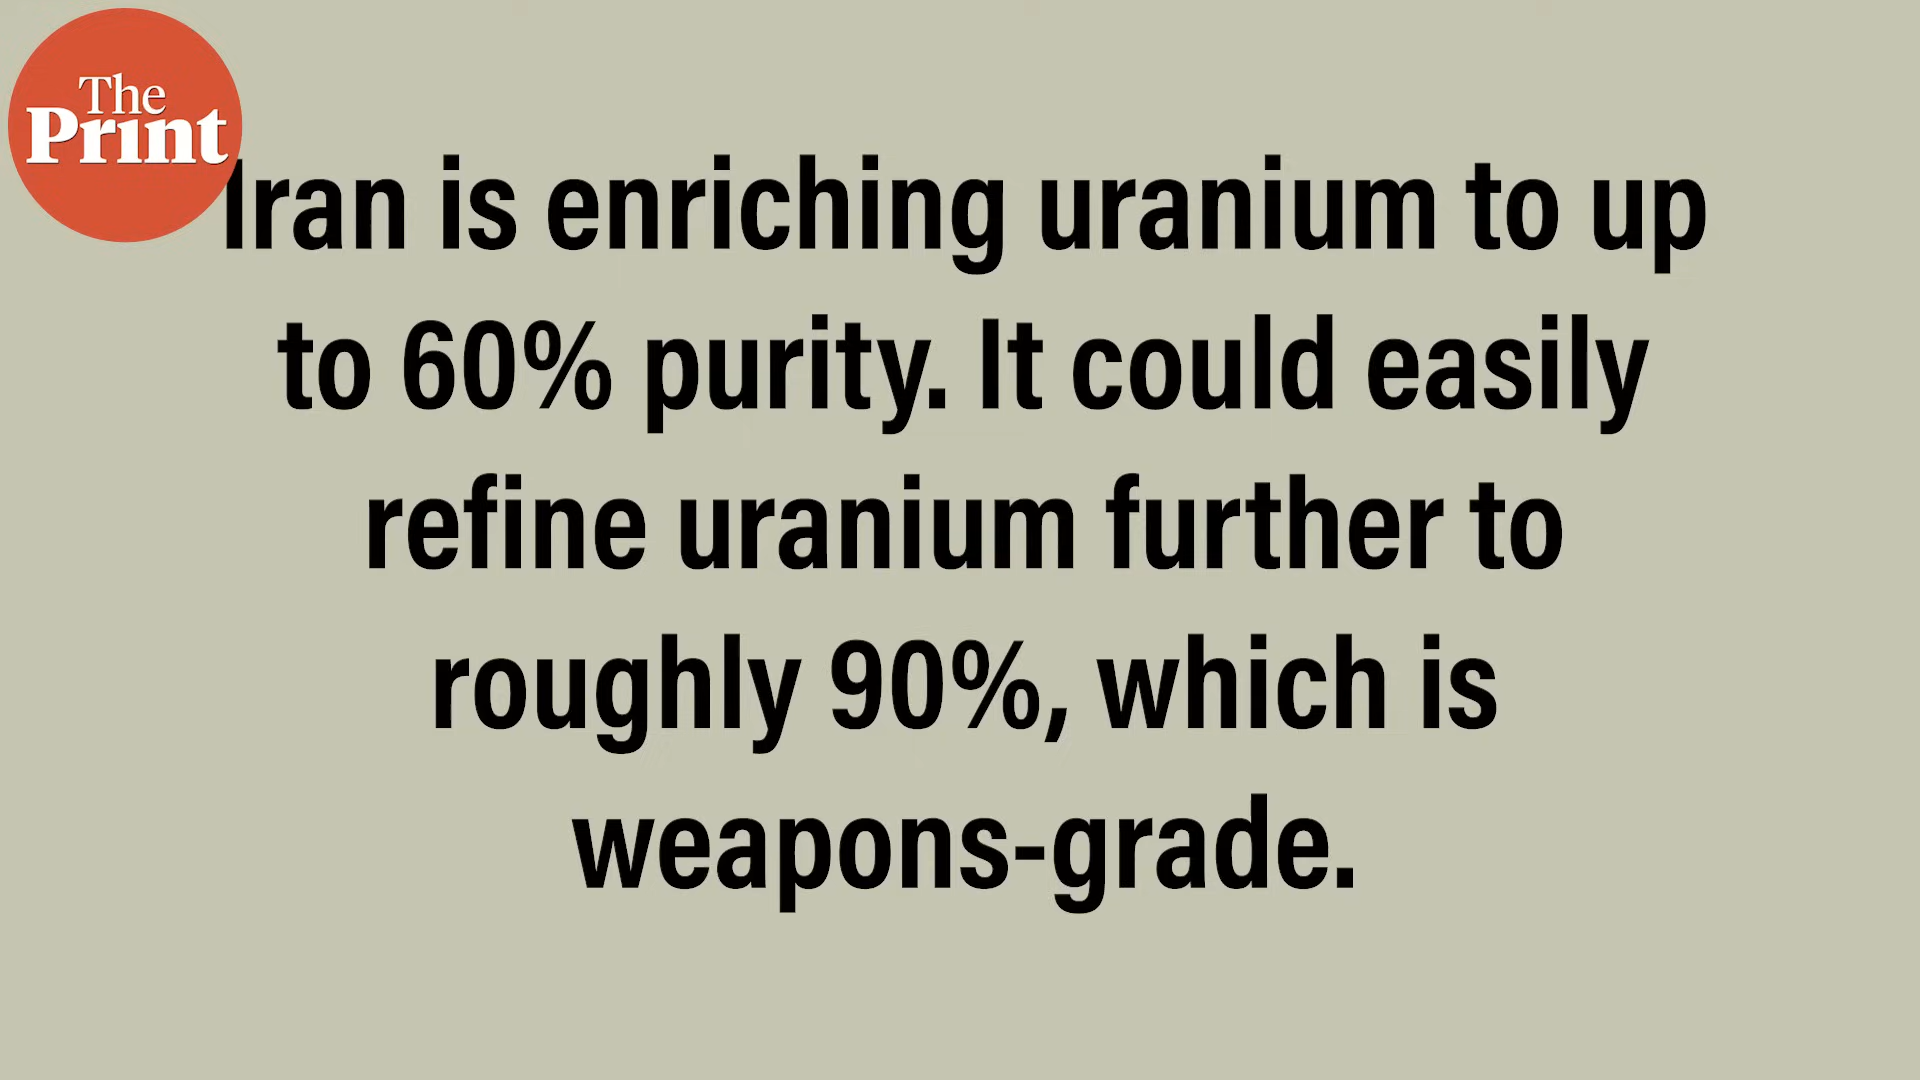 The
Print
Iran is enriching uranium to up
to 60% purity. It could easily
refine uranium further to
roughly 90%, which is
weapons-grade.